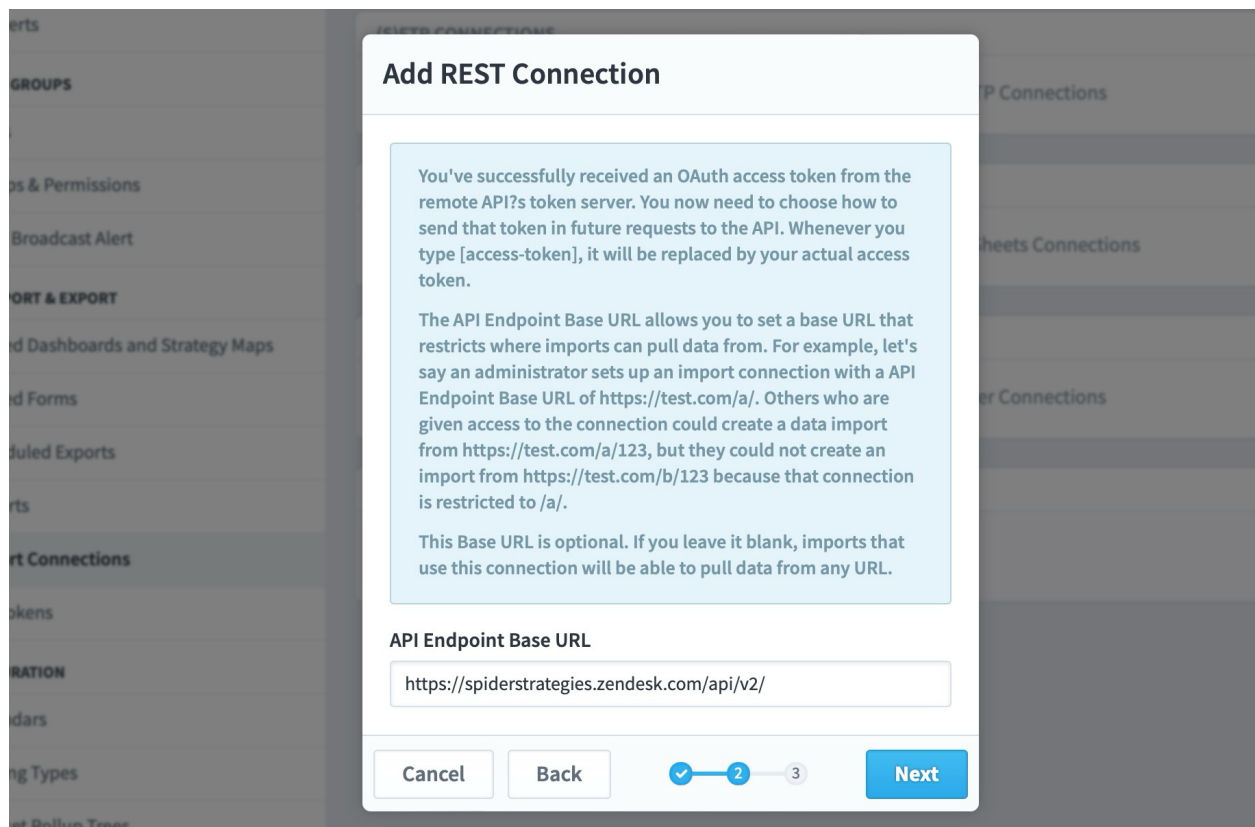 erts
(S)FTP CONNECTIONS
Add REST Connection
GROUPS
TP Connections
You've successfully received an OAuth access token from the
remote API?s token server. You now need to choose how to
send that token in future requests to the API. Whenever you
type [access-token], it will be replaced by your actual access
token.
ps & Permissions
Broadcast Alert
heets Connections
ORT & EXPORT
The API Endpoint Base URL allows you to set a base URL that
restricts where imports can pull data from. For example, let's
say an administrator sets up an import connection with a API
Endpoint Base URL of https://test.com/a/. Others who are
given access to the connection could create a data import
from https://test.com/a/123, but they could not create an
import from https://test.com/b/123 because that connection
is restricted to /a/.
ed Dashboards and Strategy Maps
ed Forms
er Connections
duled Exports
rts
This Base URL is optional. If you leave it blank, imports that
use this connection will be able to pull data from any URL.
rt Connections
okens
API Endpoint Base URL
RATION
https://spiderstrategies.zendesk.com/api/v2/
dars
ng Types
Cancel
Back
2
3
Next
et Rollup Trees